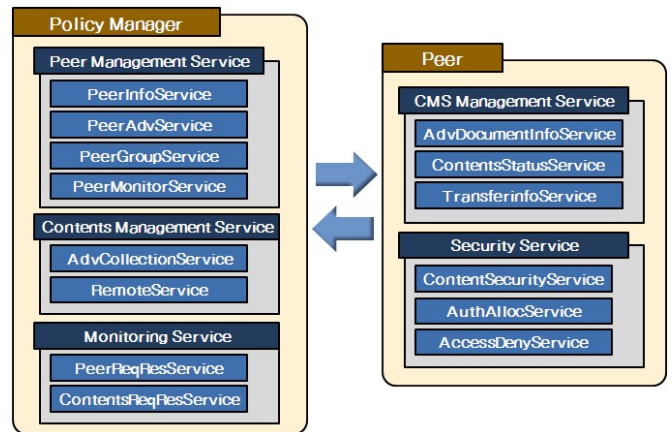 Policy Manager
Peer Management Service
PeerInfoService
PeerAdvService
PeerGroupService
PeerMonitorService
Contents Management Service
AdvCollectionService
RemoteService
Monitoring Service
PeerReqResService
ContentsReqResService
Peer
CMS Management Service
AdvDocumentInfoService
ContentsStatusService
TransferinfoService
Security Service
ContentSecurityService
AuthAllocService
AccessDenyService